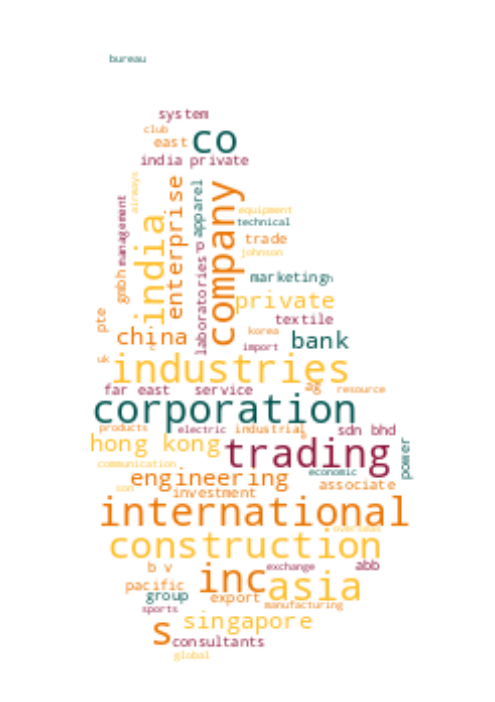 bureau
system
club
east
co
india private
airways
management
gmbh
india
enterprise
apparel
laboratories
p
company
equipment
technical
trade
johnson
marketing
h
private
textile
pte
china
korea
bank
import
uk
industries
far east
service
ag
resource
corporation
products
electric
industrial
sdn bhd
hong kong
trading
power
communication
economic
engineering
associate
son
investment
international
overseas
construction
b v
exchange
abb
pacific
inc
asia
group
export
manufacturing
sports
singapore
s
consultants
global